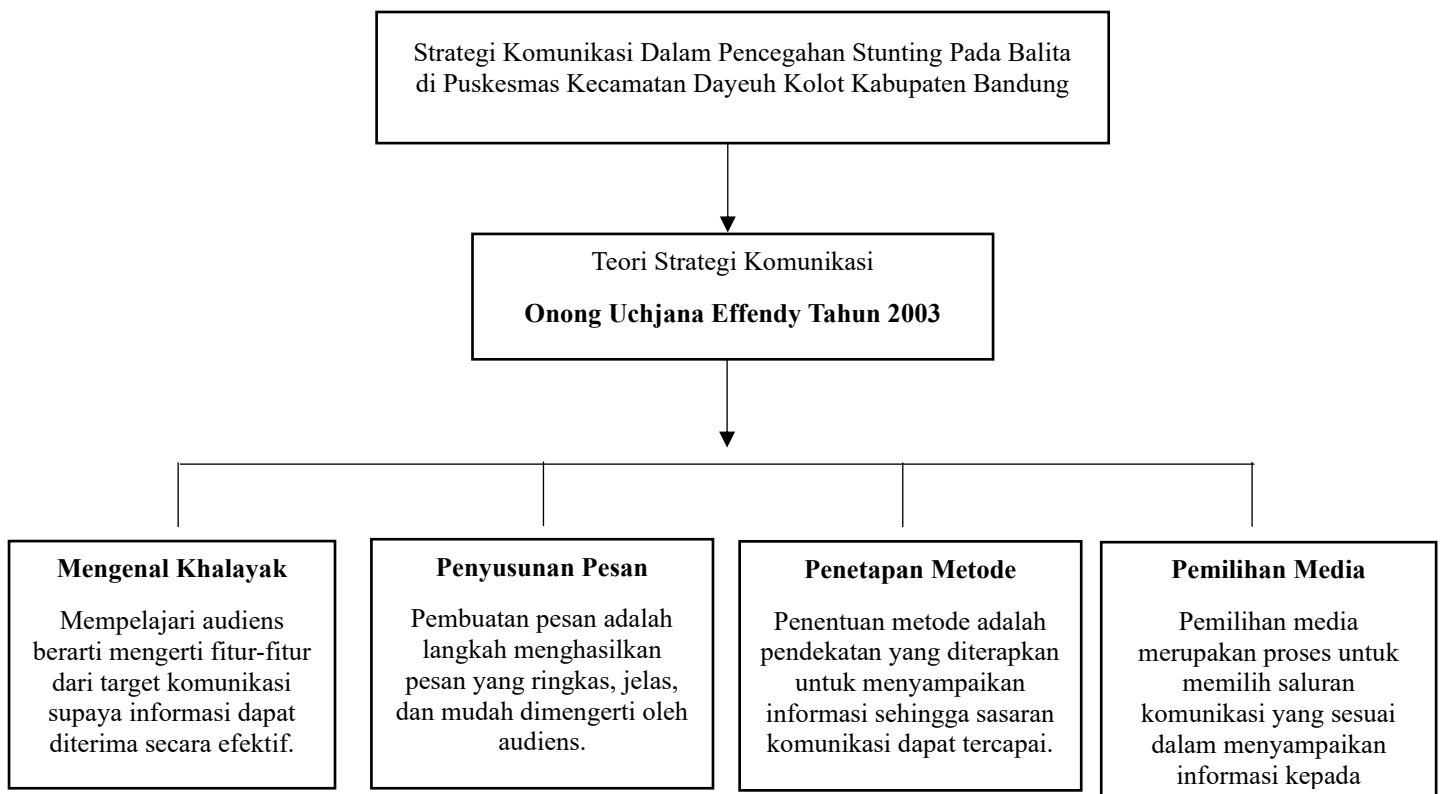 Strategi Komunikasi Dalam Pencegahan Stunting Pada Balita
di Puskesmas Kecamatan Dayeuh Kolot Kabupaten Bandung
Teori Strategi Komunikasi
Onong Uchjana Effendy Tahun 2003
Mengenal Khalayak
Mempelajari audiens
berarti mengerti fitur-fitur
dari target komunikasi
supaya informasi dapat
diterima secara efektif.
Penyusunan Pesan
Pembuatan pesan adalah
langkah menghasilkan
pesan yang ringkas, jelas,
dan mudah dimengerti oleh
audiens.
Penetapan Metode
Penentuan metode adalah
pendekatan yang diterapkan
untuk menyampaikan
informasi sehingga sasaran
komunikasi dapat tercapai.
Pemilihan Media
Pemilihan media
merupakan proses untuk
memilih saluran
komunikasi yang sesuai
dalam menyampaikan
informasi kepada